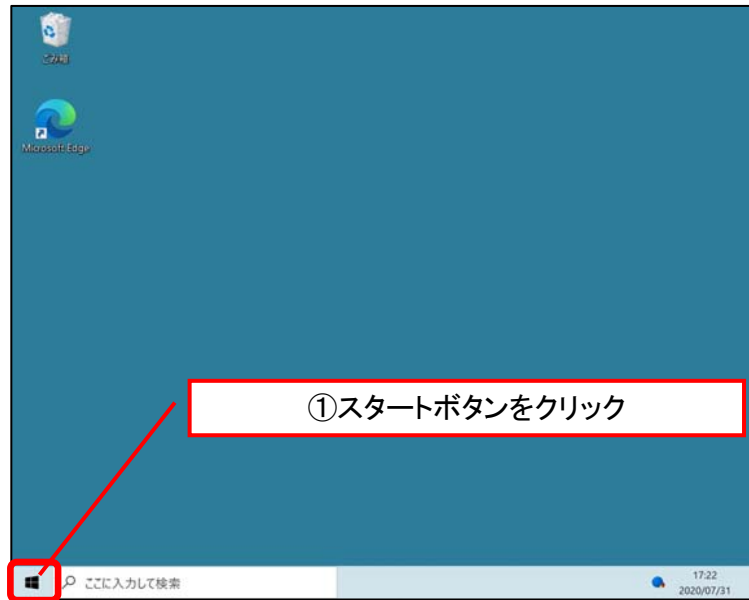 ごみ箱
Microsoft Edge
①スタートボタンをクリック
ここに入力して検索
17:22
2020/07/31